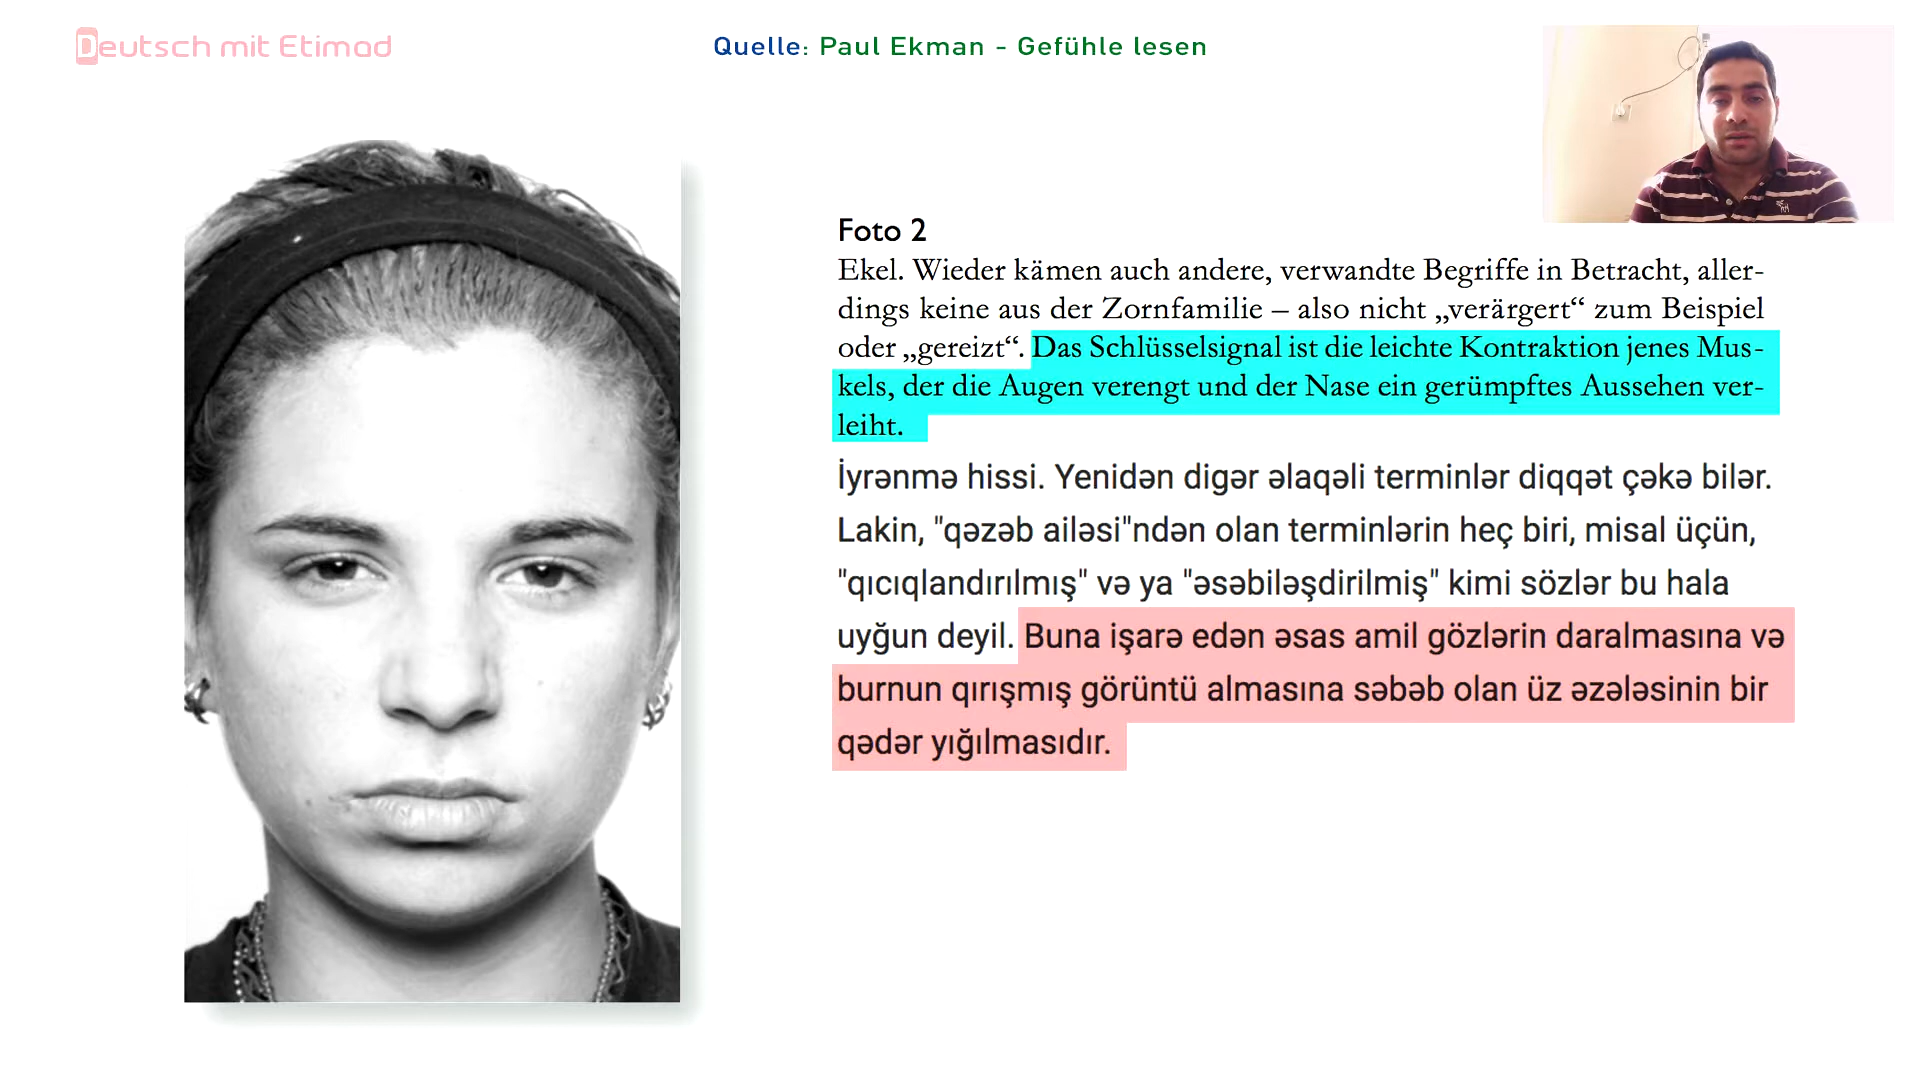 Deutsch mit Etimad
Quelle: Paul Ekman - Gefühle lesen
Foto 2
Ekel. Wieder kämen auch andere, verwandte Begriffe in Betracht, aller-
dings keine aus der Zornfamilie – also nicht „verärgert“ zum Beispiel
oder „gereizt“. Das Schlüsselsignal ist die leichte Kontraktion jenes Mus-
kels, der die Augen verengt und der Nase ein gerümpftes Aussehen ver-
leiht.
İyrənmə hissi. Yenidən digər əlaqəli terminlər diqqət çəkə bilər.
Lakin, "qəzəb ailəsi"ndən olan terminlərin heç biri, misal üçün,
"qıcıqlandırılmış" və ya "əsəbiləşdirilmiş" kimi sözlər bu hala
uyğun deyil. Buna işarə edən əsas amil gözlərin daralmasına və
burnun qırışmış görüntü almasına səbəb olan üz əzələsinin bir
qədər yığılmasıdır.